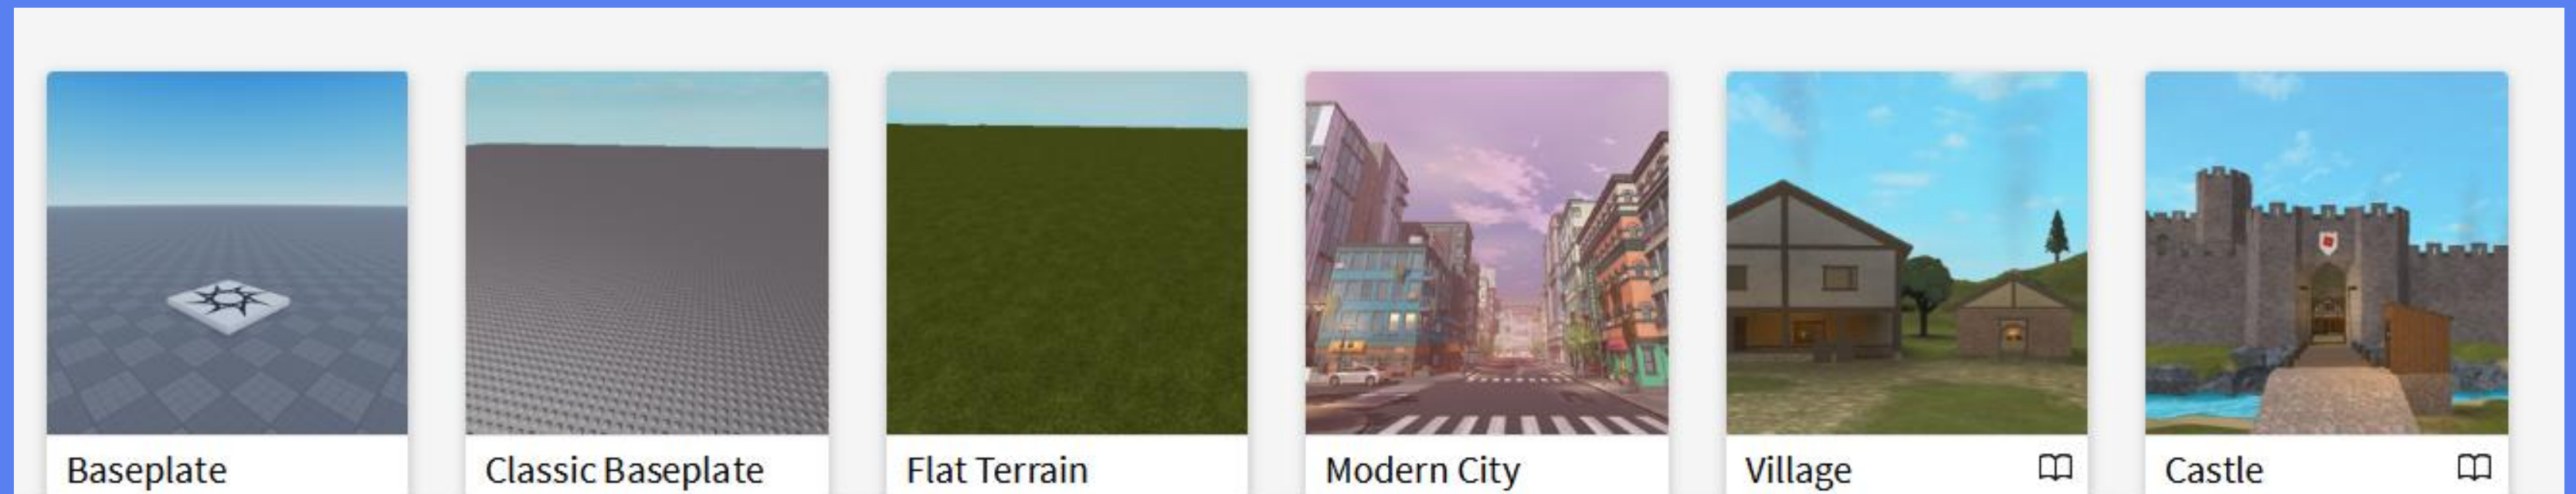 Baseplate
Classic Baseplate
Flat Terrain
Modern City
Village
Castle